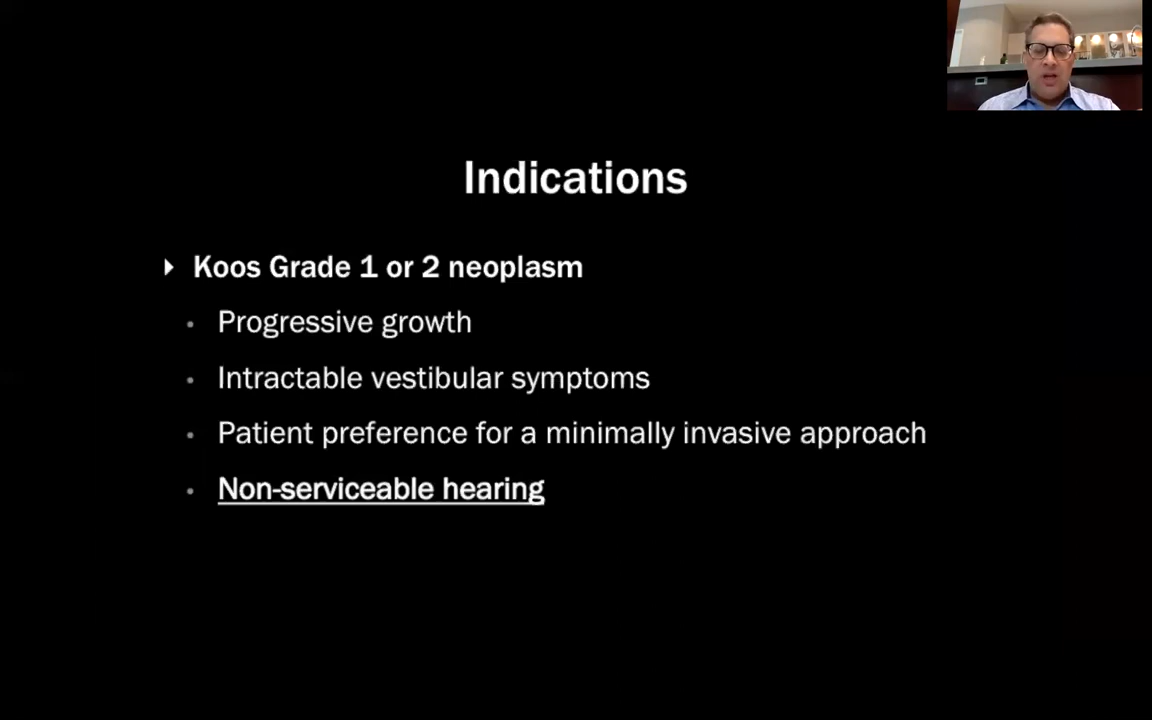 Indications
Koos Grade 1 or 2 neoplasm
Progressive growth
Intractable vestibular symptoms
Patient preference for a minimally invasive approach
Non-serviceable hearing